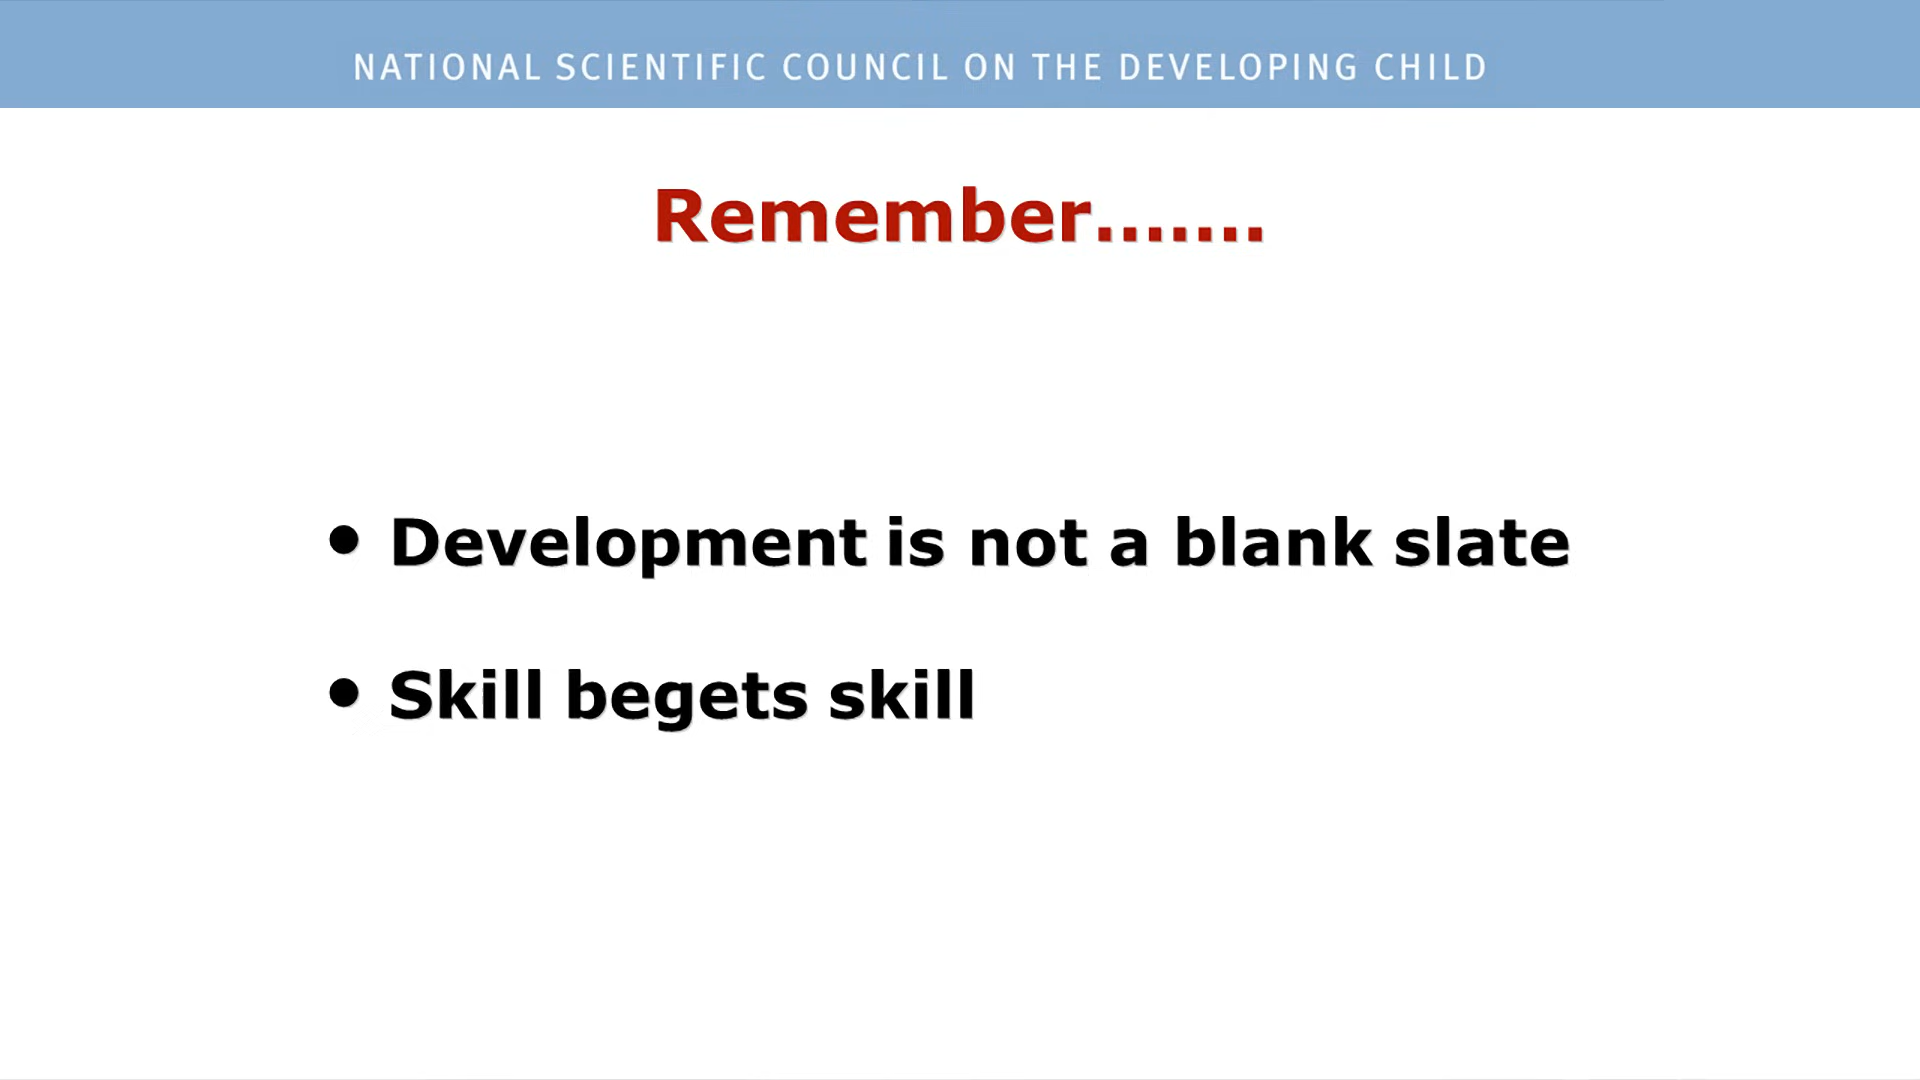 NATIONAL SCIENTIFIC COUNCIL ON THE DEVELOPING CHILD
Remember.......
• Development is not a blank slate
• Skill begets skill